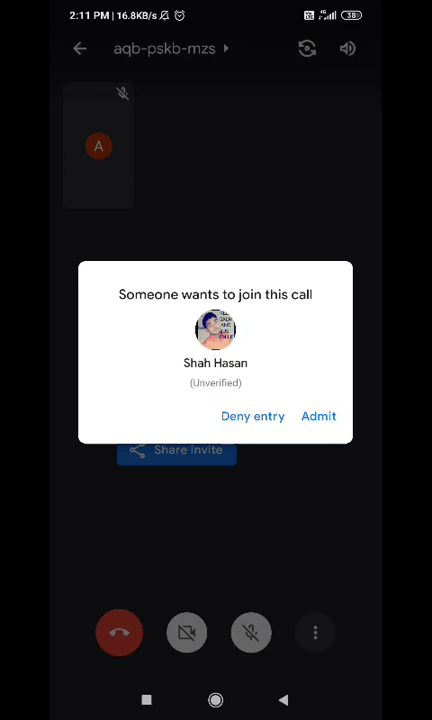 2:11 PM | 16.8KB/s 38
aqb-pskb-mzs
A
Someone wants to join this call
Shah Hasan
(Unverified)
Deny entry Admit
Share invite